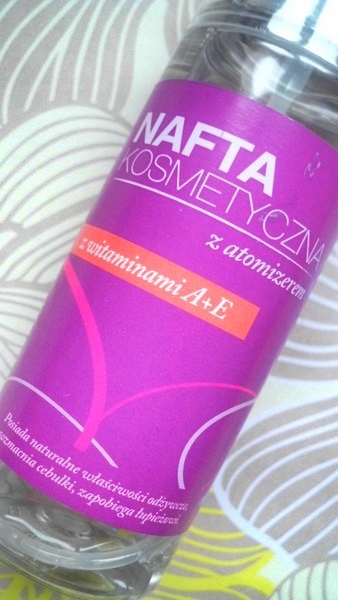 NAFTA
KOSMETYCZNA
z atomizerem
z witaminami A+E
Posiada naturalne właściwości odżywcze,
wzmacnia cebulki, zapobiega łupieżowi.